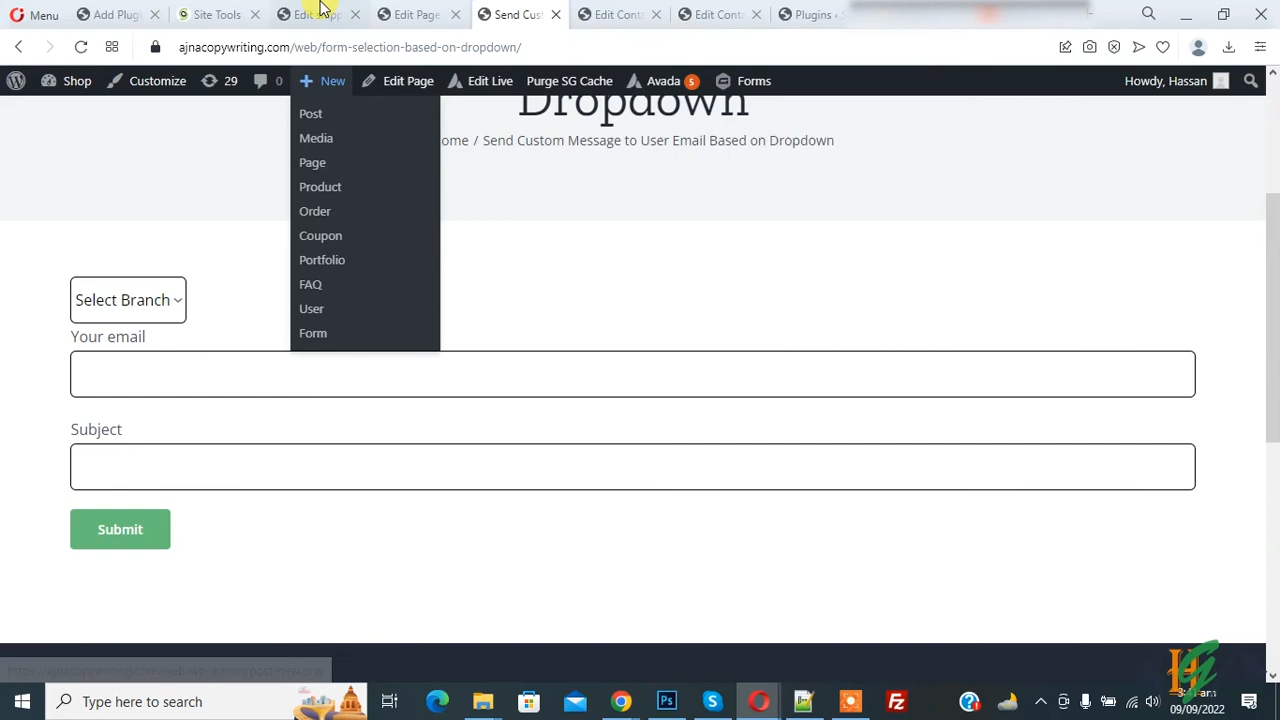 Menu
Add Plug
Site Tools
Edit
Edit Page
Send Cus
Edit Conta
Edit Conta
Plugins
ajnacopywriting.com/web/form-selection-based-on-dropdown/
Shop
Customize
29
0
New
Edit Page
Edit Live
Purge SG Cache
Avada 5
Forms
Howdy, Hassan
Dropdown
ome / Send Custom Message to User Email Based on Dropdown
Post
Media
Page
Product
Order
Coupon
Portfolio
FAQ
User
Form
Select Branch
Your email
Subject
Submit
Type here to search
09/09/2022